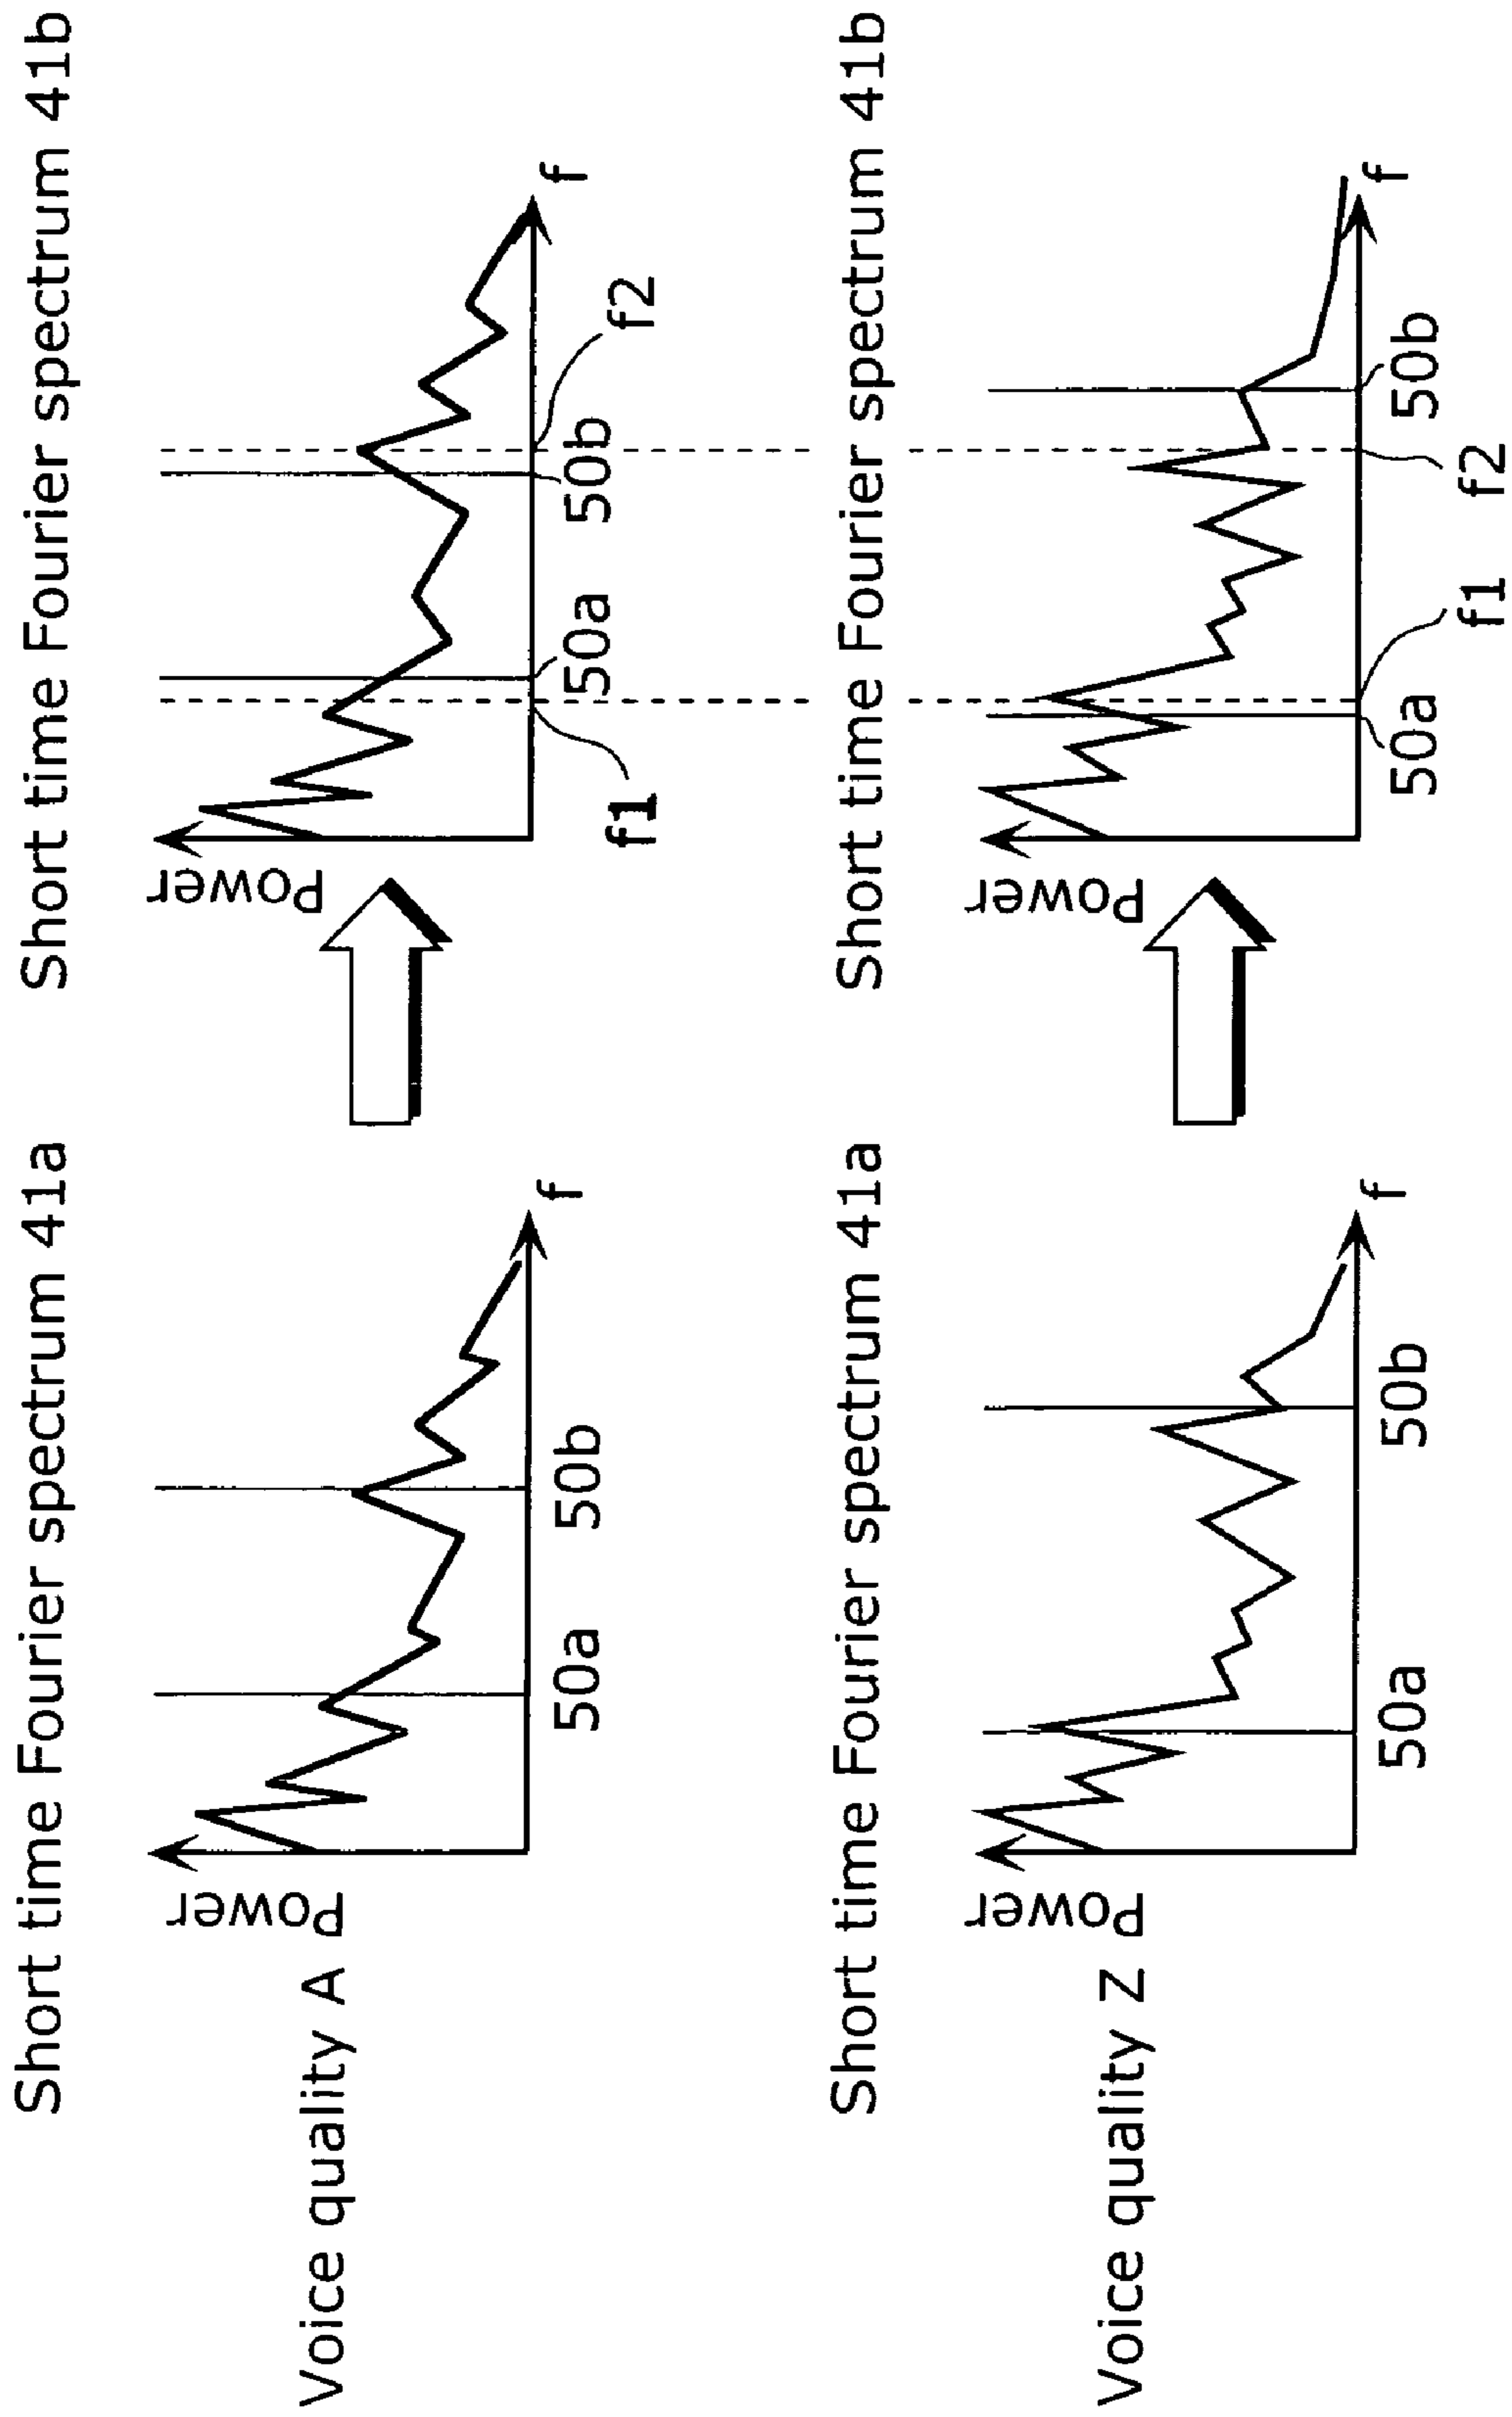 Short time Fourier spectrum 41a
Short time Fourier spectrum 41b
Voice quality A
Power
f
50a
50b
Power
f
f1
50a
50b
f2
Short time Fourier spectrum 41a
Short time Fourier spectrum 41b
Voice quality Z
Power
f
50a
50b
Power
f
50a
f1
f2
50b